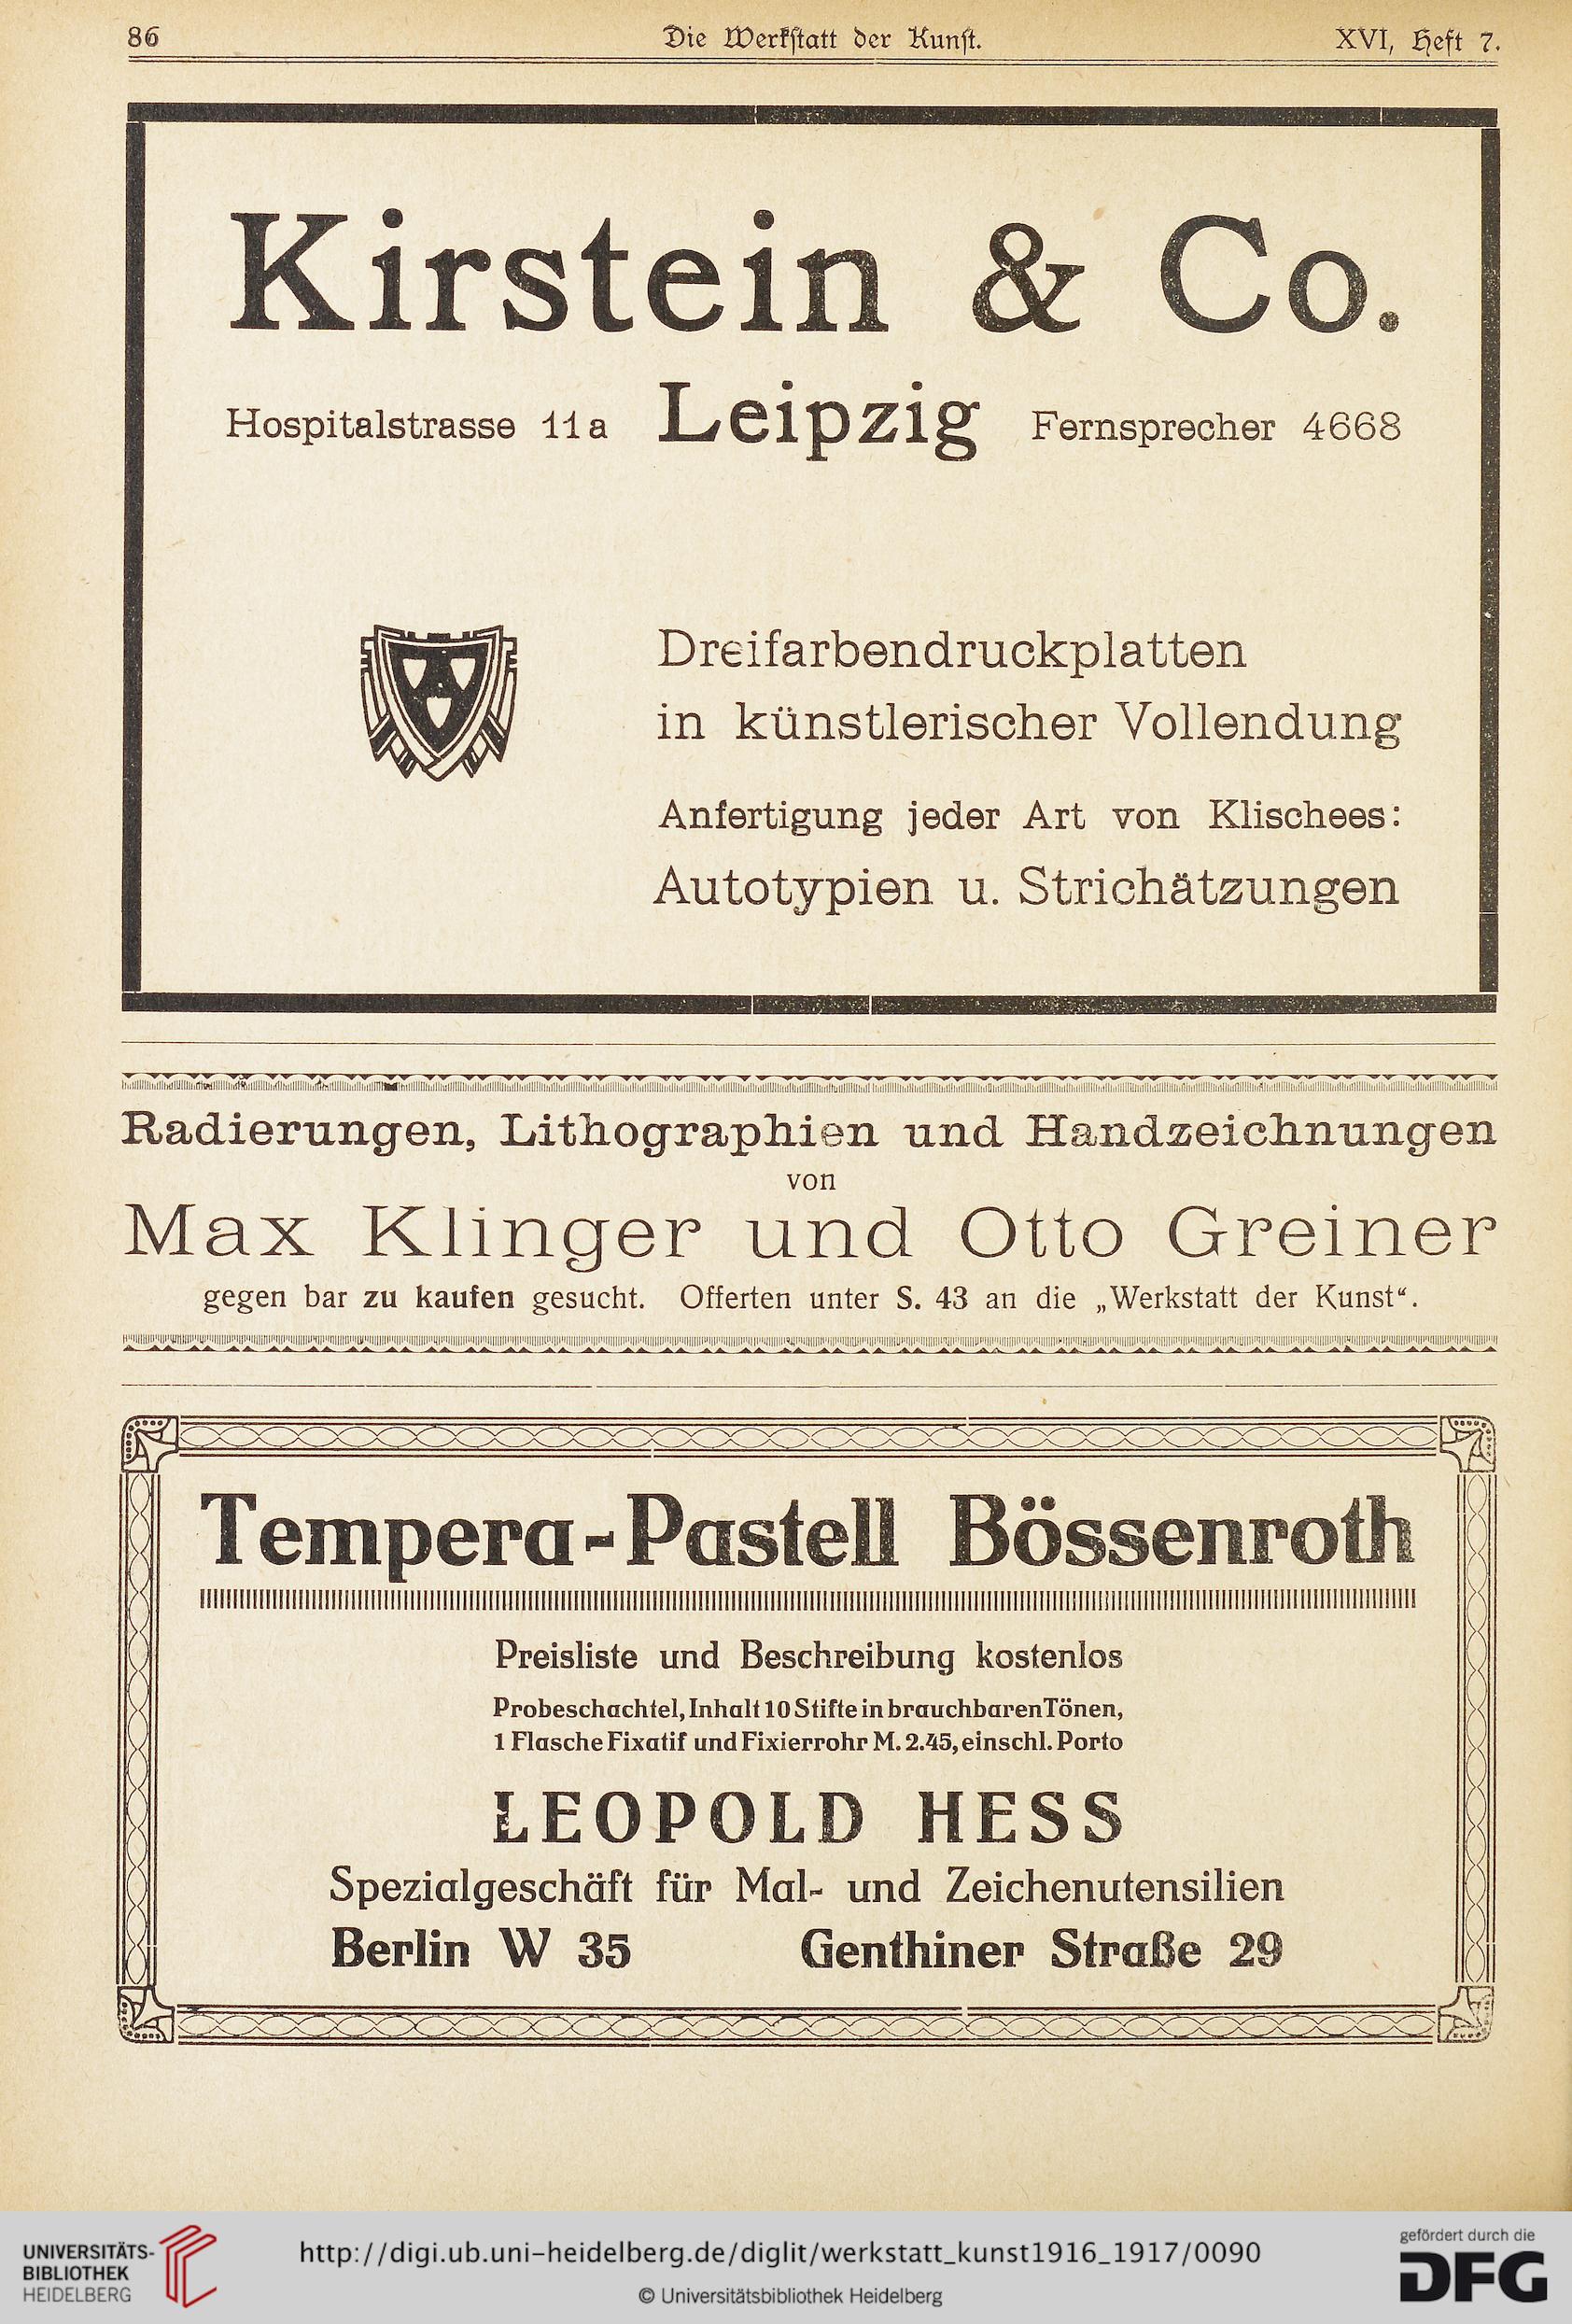 86 Die Werkstatt der Kunst. XVI, Heft 7.
Kirstein & Co.
Hospitalstrasse 11a Leipzig Fernsprecher 4668
Dreifarbendruckplatten
in künstlerischer Vollendung
Anfertigung jeder Art von Klischees:
Autotypien u. Strichätzungen
Radierungen, Lithographien und Handzeichnungen
von
Max Klinger und Otto Greiner
gegen bar zu kaufen gesucht. Offerten unter S. 43 an die „Werkstatt der Kunst“.
Tempera-Pastell Bössenroth
Preisliste und Beschreibung kostenlos
Probeschachtel, Inhalt 10 Stifte in brauchbaren Tönen,
1 Flasche Fixatif und Fixierrohr M. 2.45, einschl. Porto
LEOPOLD HESS
Spezialgeschäft für Mal- und Zeichenutensilien
Berlin W 35 Genthiner Straße 29
UNIVERSITÄTS-
BIBLIOTHEK
HEIDELBERG
http://digi.ub.uni-heidelberg.de/diglit/werkstatt_kunst1916_1917/0090
© Universitätsbibliothek Heidelberg
gefördert durch die
DFG